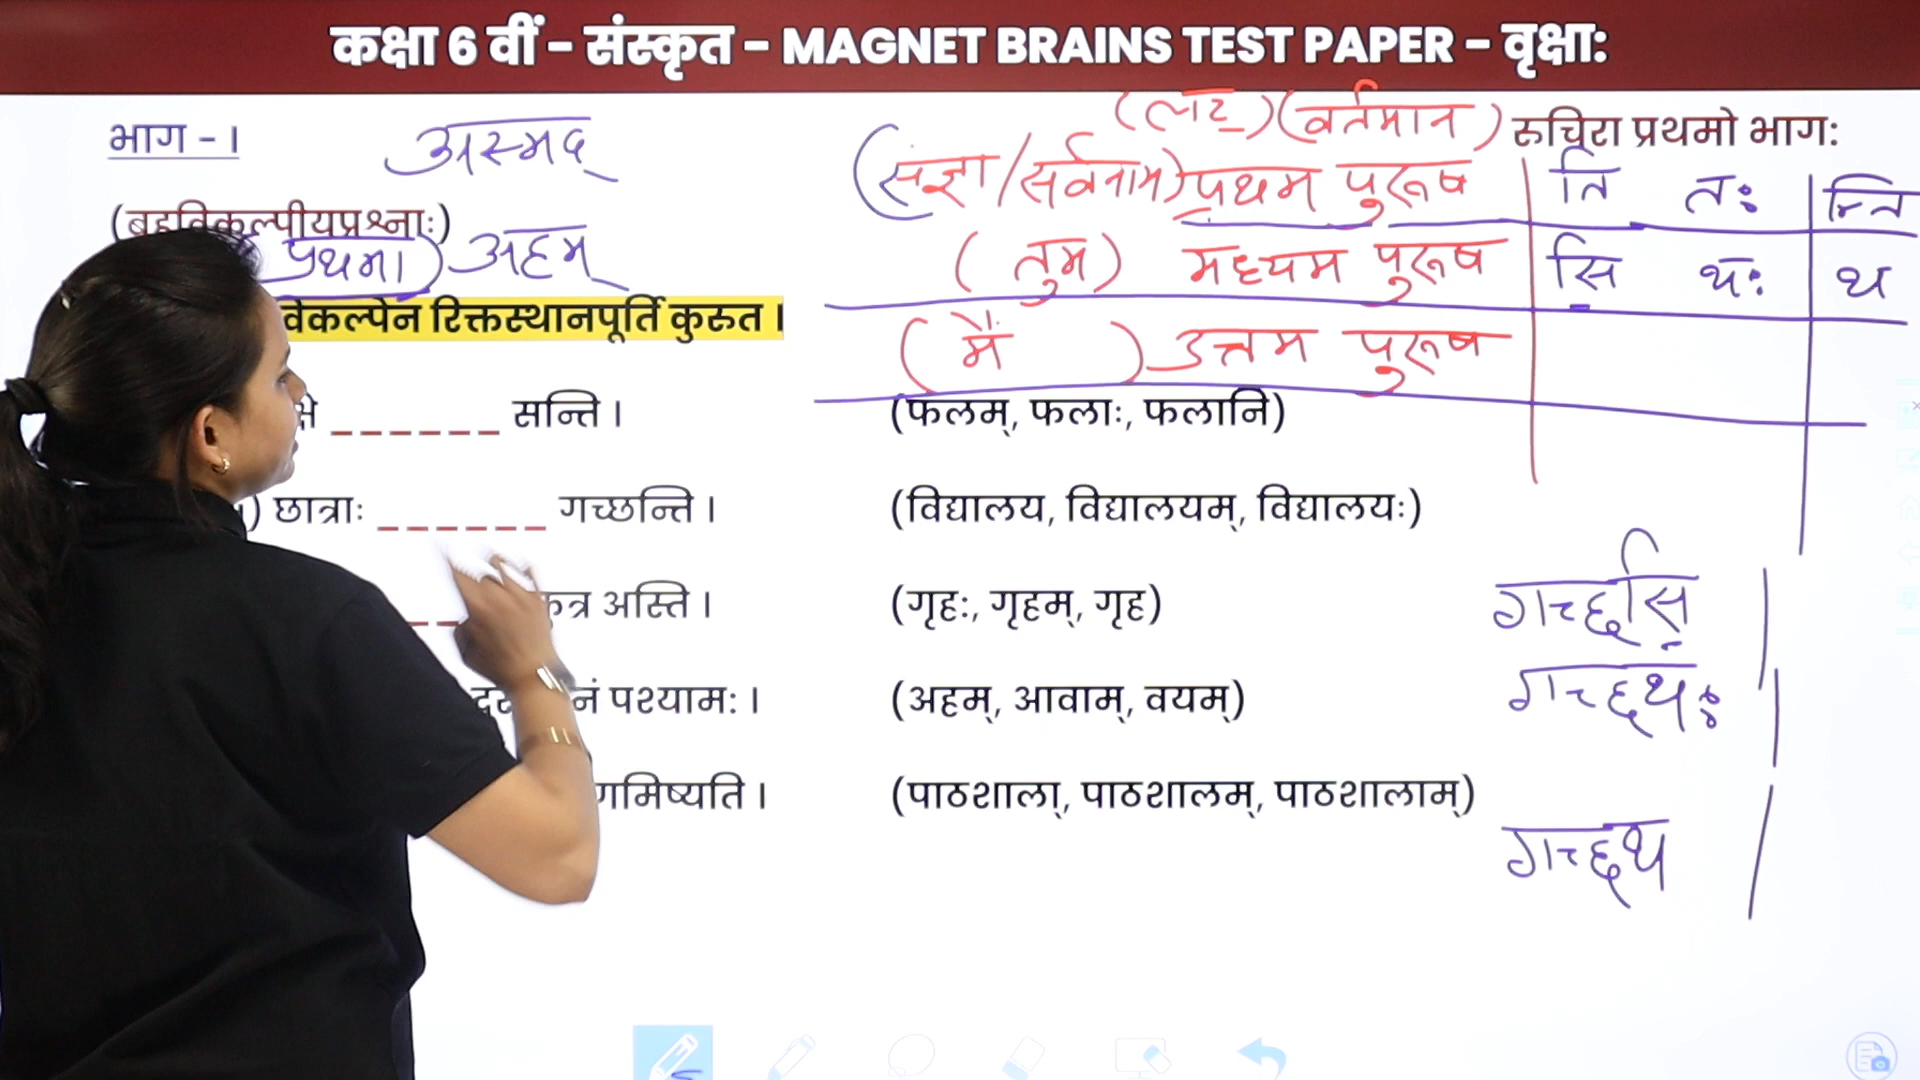 कक्षा 6 वीं - संस्कृत - MAGNET BRAINS TEST PAPER - वृक्षाः
(लट्) (वर्तमान)
भाग - I
अस्मद्
रुचिरा प्रथमो भाग:
(संज्ञा/सर्वनाम) प्रथम पुरूष ति तः न्ति
(बहुविकल्पीयप्रश्नाः)
प्रथमा) अहम्
(तुम) मध्यम पुरूष सि थः थ
विकल्पेन रिक्तस्थानपूर्ति कुरुत ।
(मैं ) उत्तम पुरूष
क्षे ______ सन्ति । (फलम्, फलाः, फलानि)
) छात्राः ______ गच्छन्ति । (विद्यालय, विद्यालयम्, विद्यालयः)
कुत्र अस्ति । (गृहः, गृहम्, गृह)
गच्छसि
पश्यामः । (अहम्, आवाम्, वयम्)
गच्छथः
गमिष्यति । (पाठशाला्, पाठशालम्, पाठशालाम्)
गच्छथ